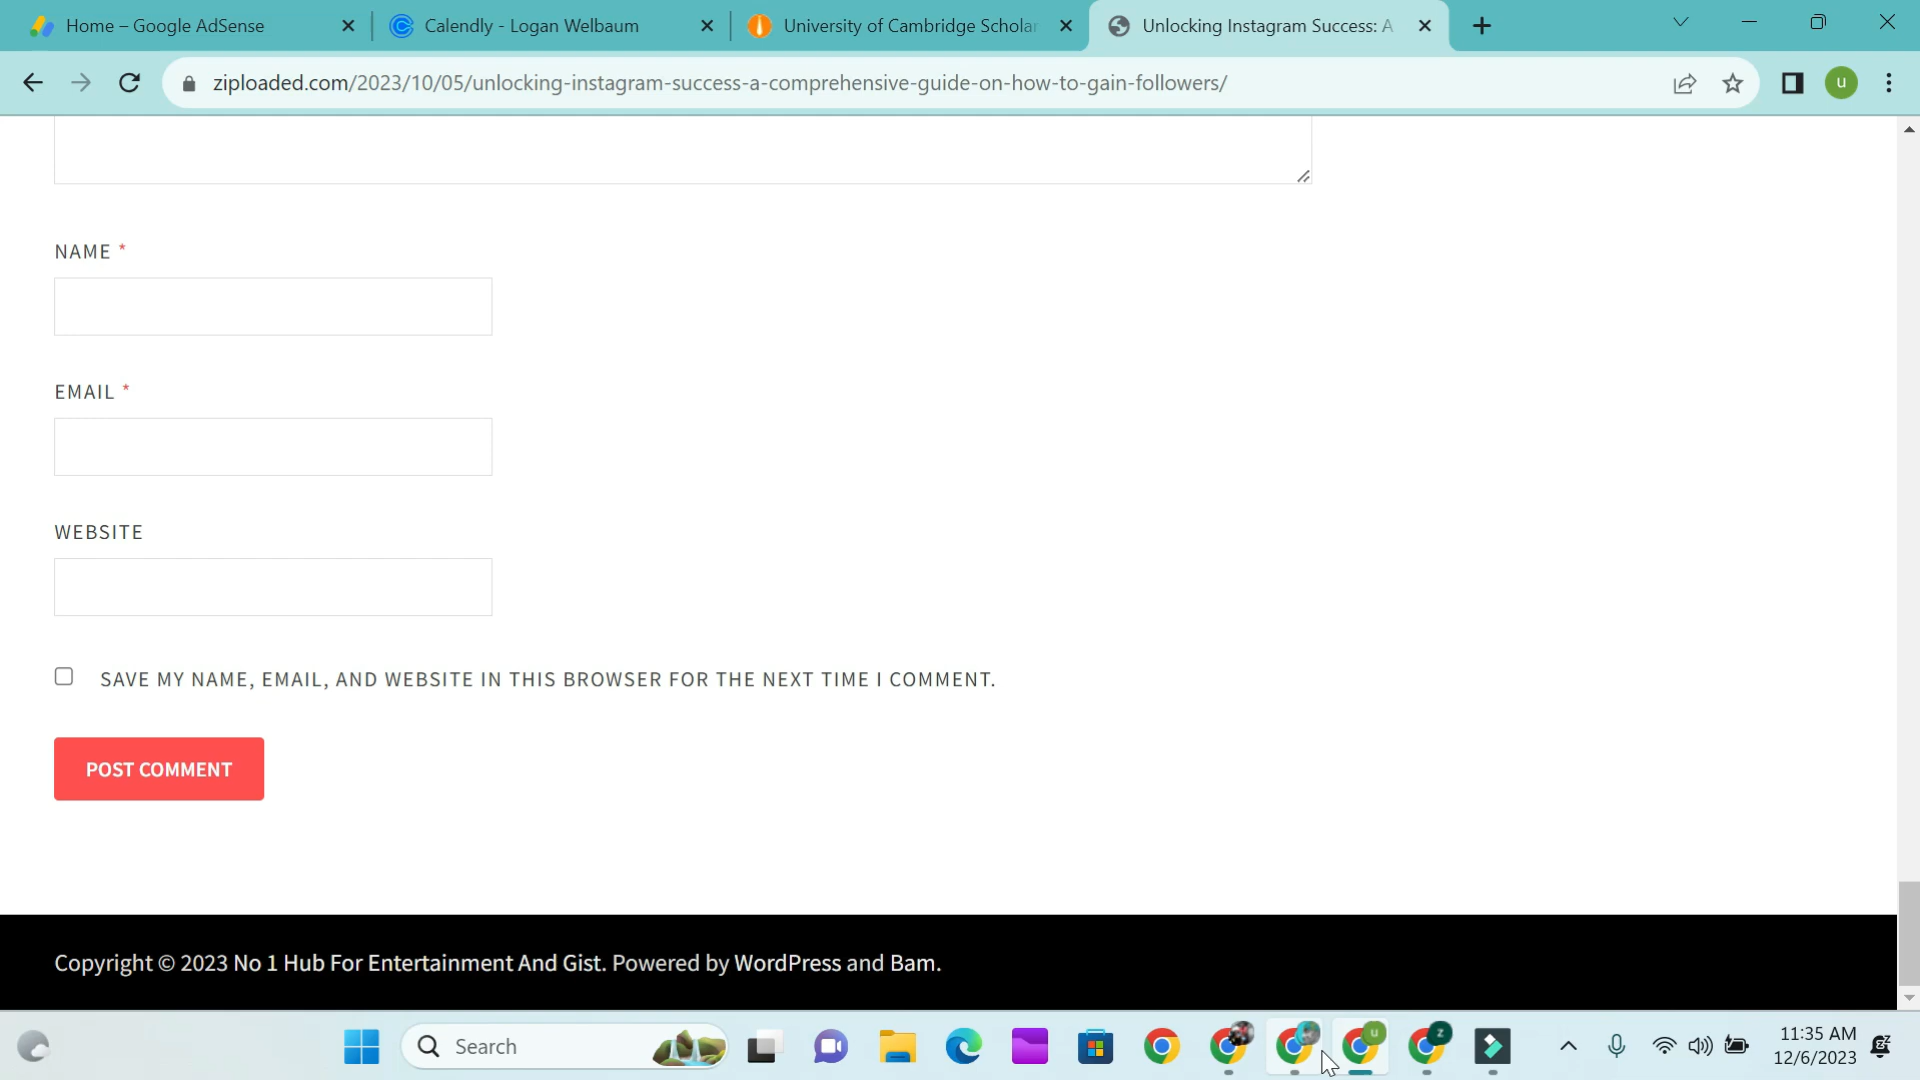 Home – Google AdSense
Calendly - Logan Welbaum
University of Cambridge Scholar
Unlocking Instagram Success: A
ziploaded.com/2023/10/05/unlocking-instagram-success-a-comprehensive-guide-on-how-to-gain-followers/
u
NAME *
EMAIL *
WEBSITE
SAVE MY NAME, EMAIL, AND WEBSITE IN THIS BROWSER FOR THE NEXT TIME I COMMENT.
POST COMMENT
Copyright © 2023 No 1 Hub For Entertainment And Gist. Powered by WordPress and Bam.
Search
u
z
11:35 AM
12/6/2023